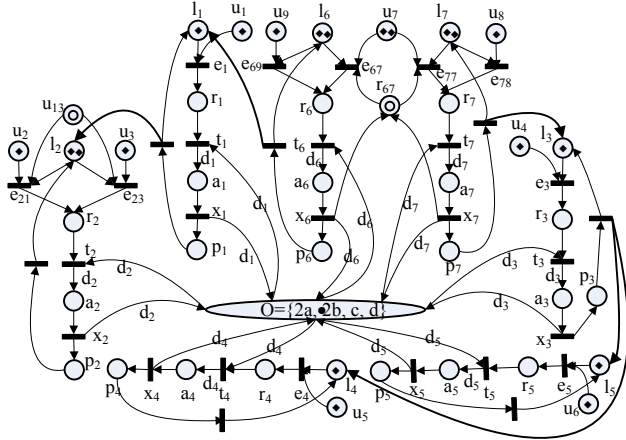 l1 u1 u9 l6 u7 l7 u8
e1 e69 e67 e77 e78
u13 r1 r6 r67 r7
u2 l2 u3 t1 t6 t7 u4 l3
d1 d6 d7
e21 e23 a1 a6 a7 e3
r2 x1 d1 x6 d6 d7 x7 r3
t2 d2 p1 d1 p6 d6 d7 p7 d3 t3 d3 p3
d2 a2 a3
d2 O={2a, 2b, c, d} d3
x2 d4 d5 x3
d4 d5
p2 p4 x4 a4 d4 t4 r4 e4 l4 p5 x5 a5 d5 t5 r5 e5 l5
u5 u6